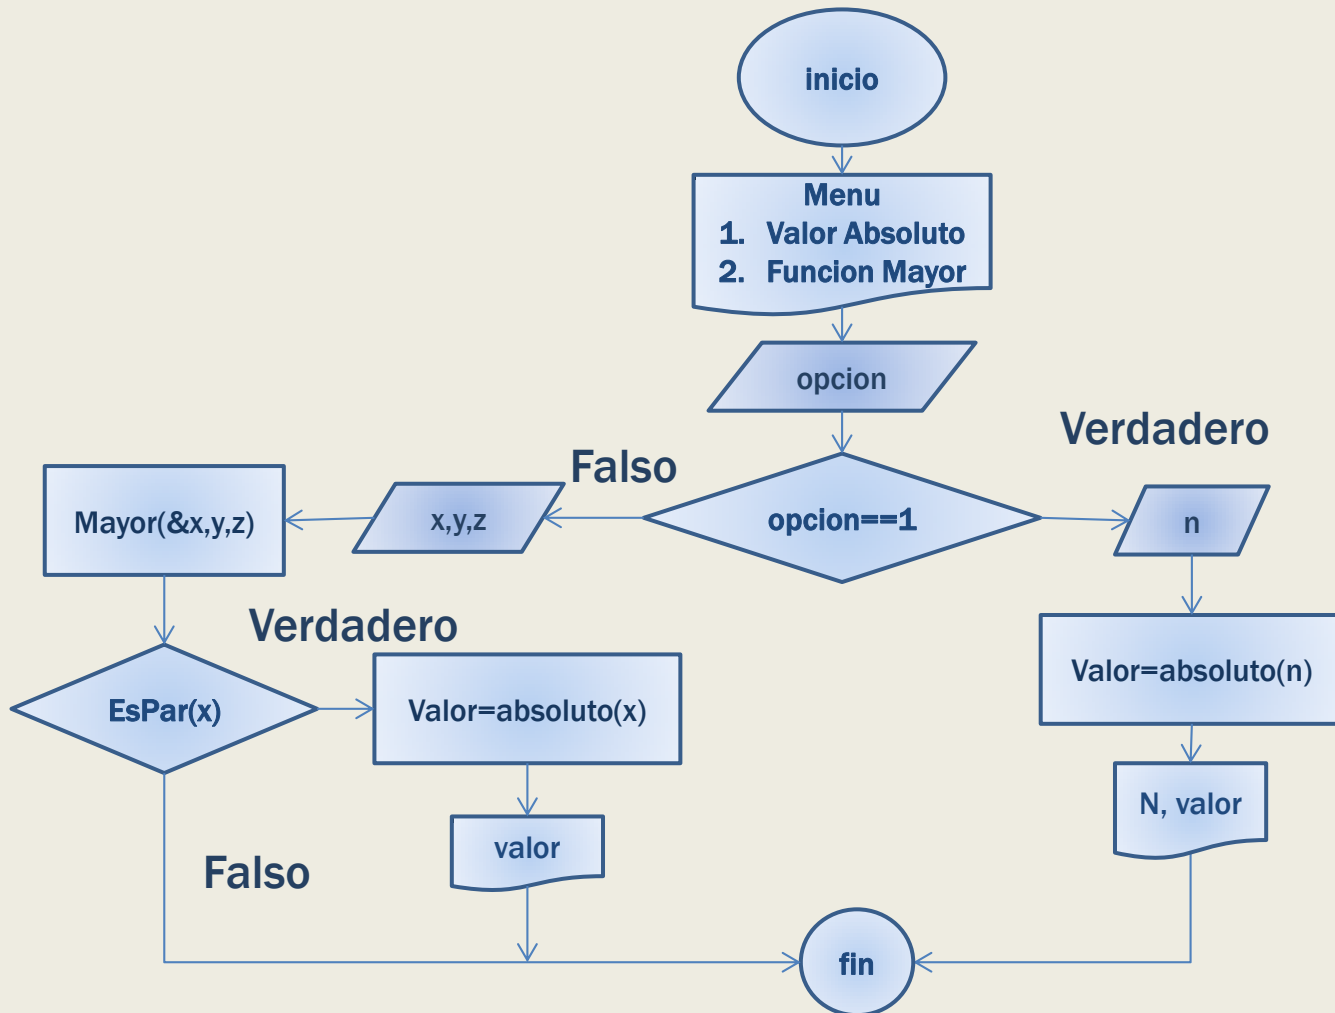 inicio
Menu
1. Valor Absoluto
2. Funcion Mayor
opcion
Verdadero
Falso
opcion==1
n
x,y,z
Mayor(&x,y,z)
Verdadero
EsPar(x)
Valor=absoluto(x)
Valor=absoluto(n)
N, valor
valor
Falso
fin